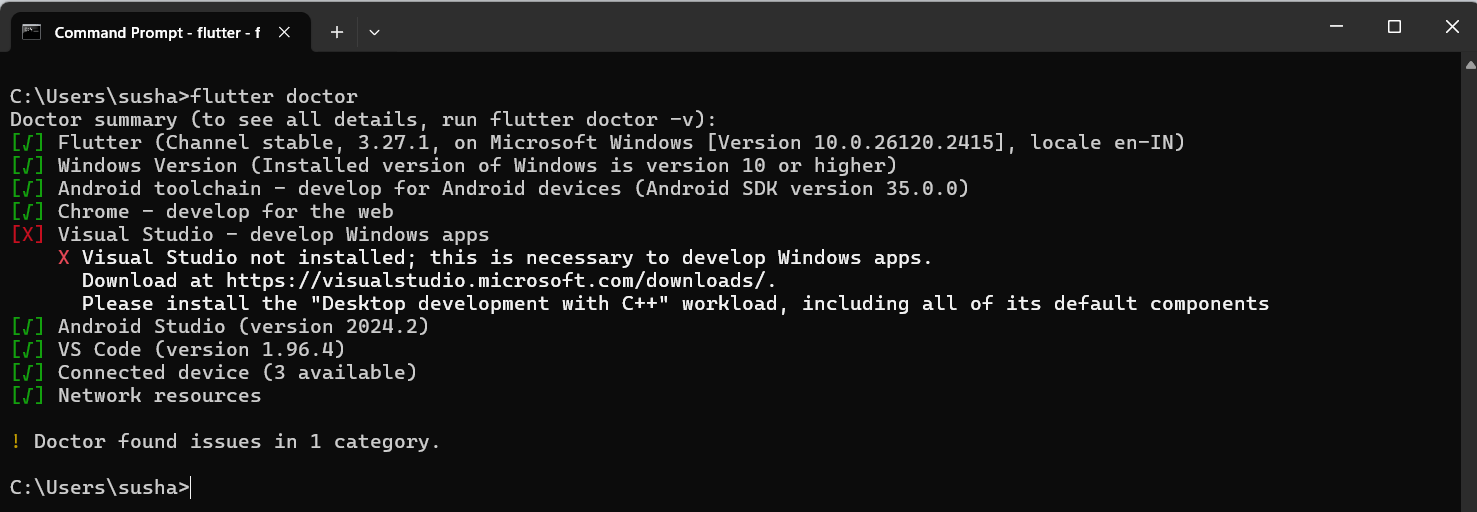 Command Prompt - flutter - f
C:\Users\susha>flutter doctor
Doctor summary (to see all details, run flutter doctor -v):
[√] Flutter (Channel stable, 3.27.1, on Microsoft Windows [Version 10.0.26120.2415], locale en-IN)
[√] Windows Version (Installed version of Windows is version 10 or higher)
[√] Android toolchain - develop for Android devices (Android SDK version 35.0.0)
[√] Chrome - develop for the web
[X] Visual Studio - develop Windows apps
X Visual Studio not installed; this is necessary to develop Windows apps.
Download at https://visualstudio.microsoft.com/downloads/.
Please install the "Desktop development with C++" workload, including all of its default components
[√] Android Studio (version 2024.2)
[√] VS Code (version 1.96.4)
[√] Connected device (3 available)
[√] Network resources
! Doctor found issues in 1 category.
C:\Users\susha>